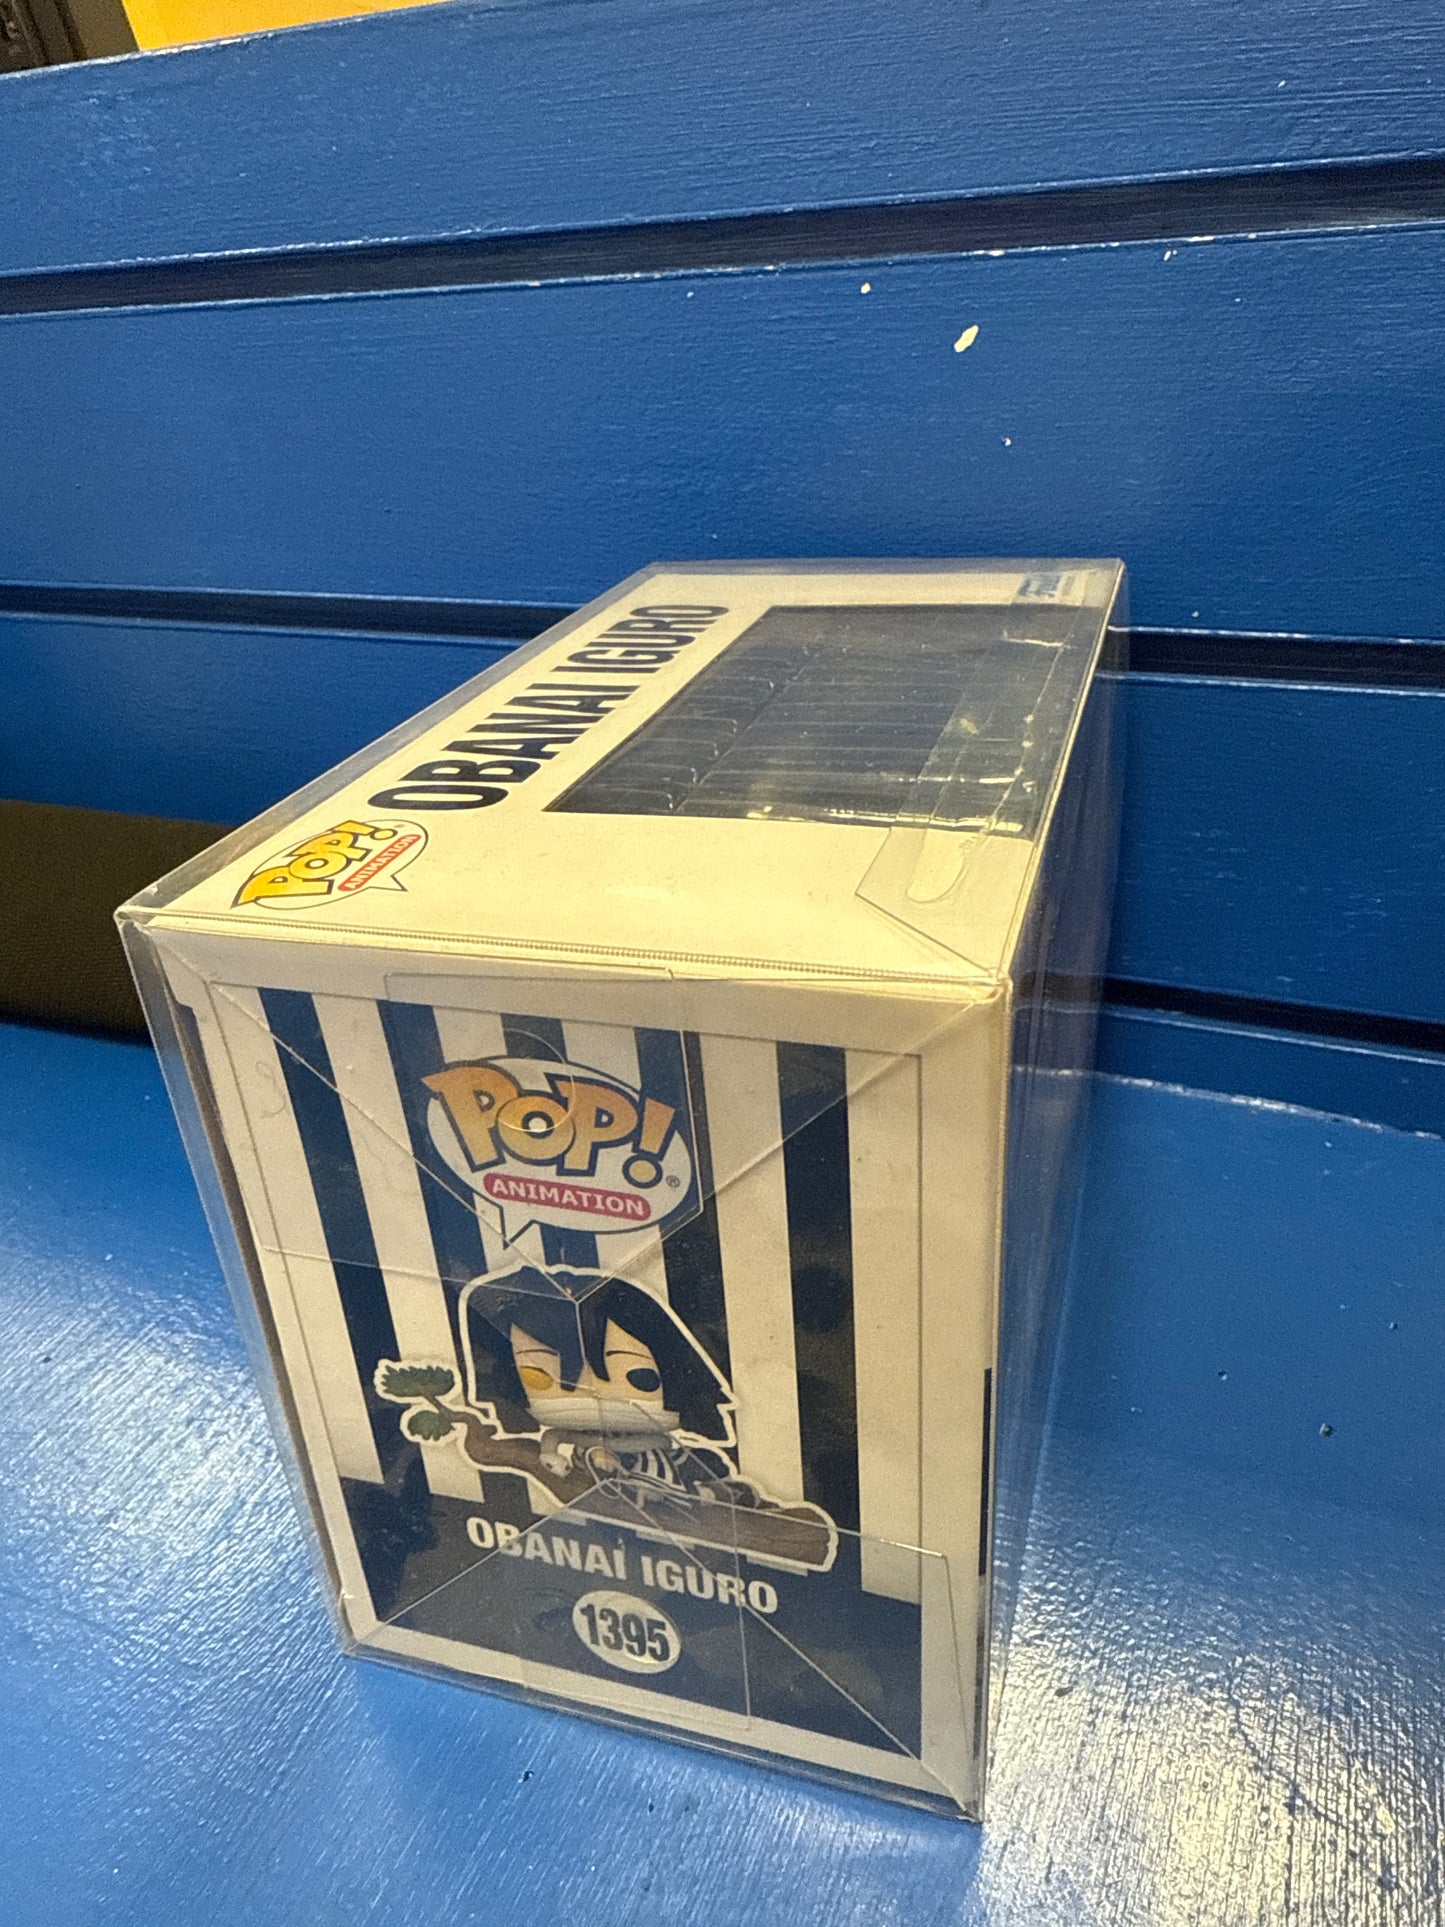 OBANAI IGURO
POP!
ANIMATION
POP!®
ANIMATION
OBANAI IGURO
1395